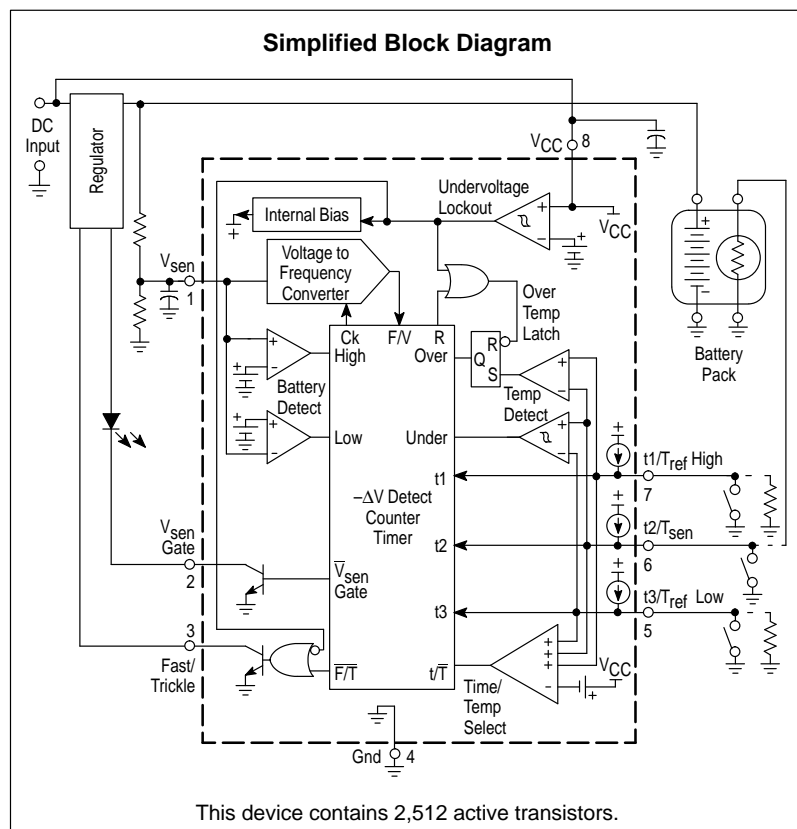 Simplified Block Diagram
DC
Input
Regulator
VCC
8
Undervoltage
Lockout
Internal Bias
VCC
Voltage to
Frequency
Converter
Vsen
1
Over
Temp
Latch
Battery
Pack
Ck
F/V
R
High
Over
Q
R
S
Battery
Detect
Temp
Detect
Low
Under
t1
t1/Tref High
7
–ΔV Detect
Counter
Timer
t2
t2/Tsen
6
Vsen
Gate
2
V̅sen
Gate
t3
t3/Tref Low
5
3
Fast/
Trickle
F̅/T̅
t/T̅
Time/
Temp
Select
VCC
Gnd
4
This device contains 2,512 active transistors.